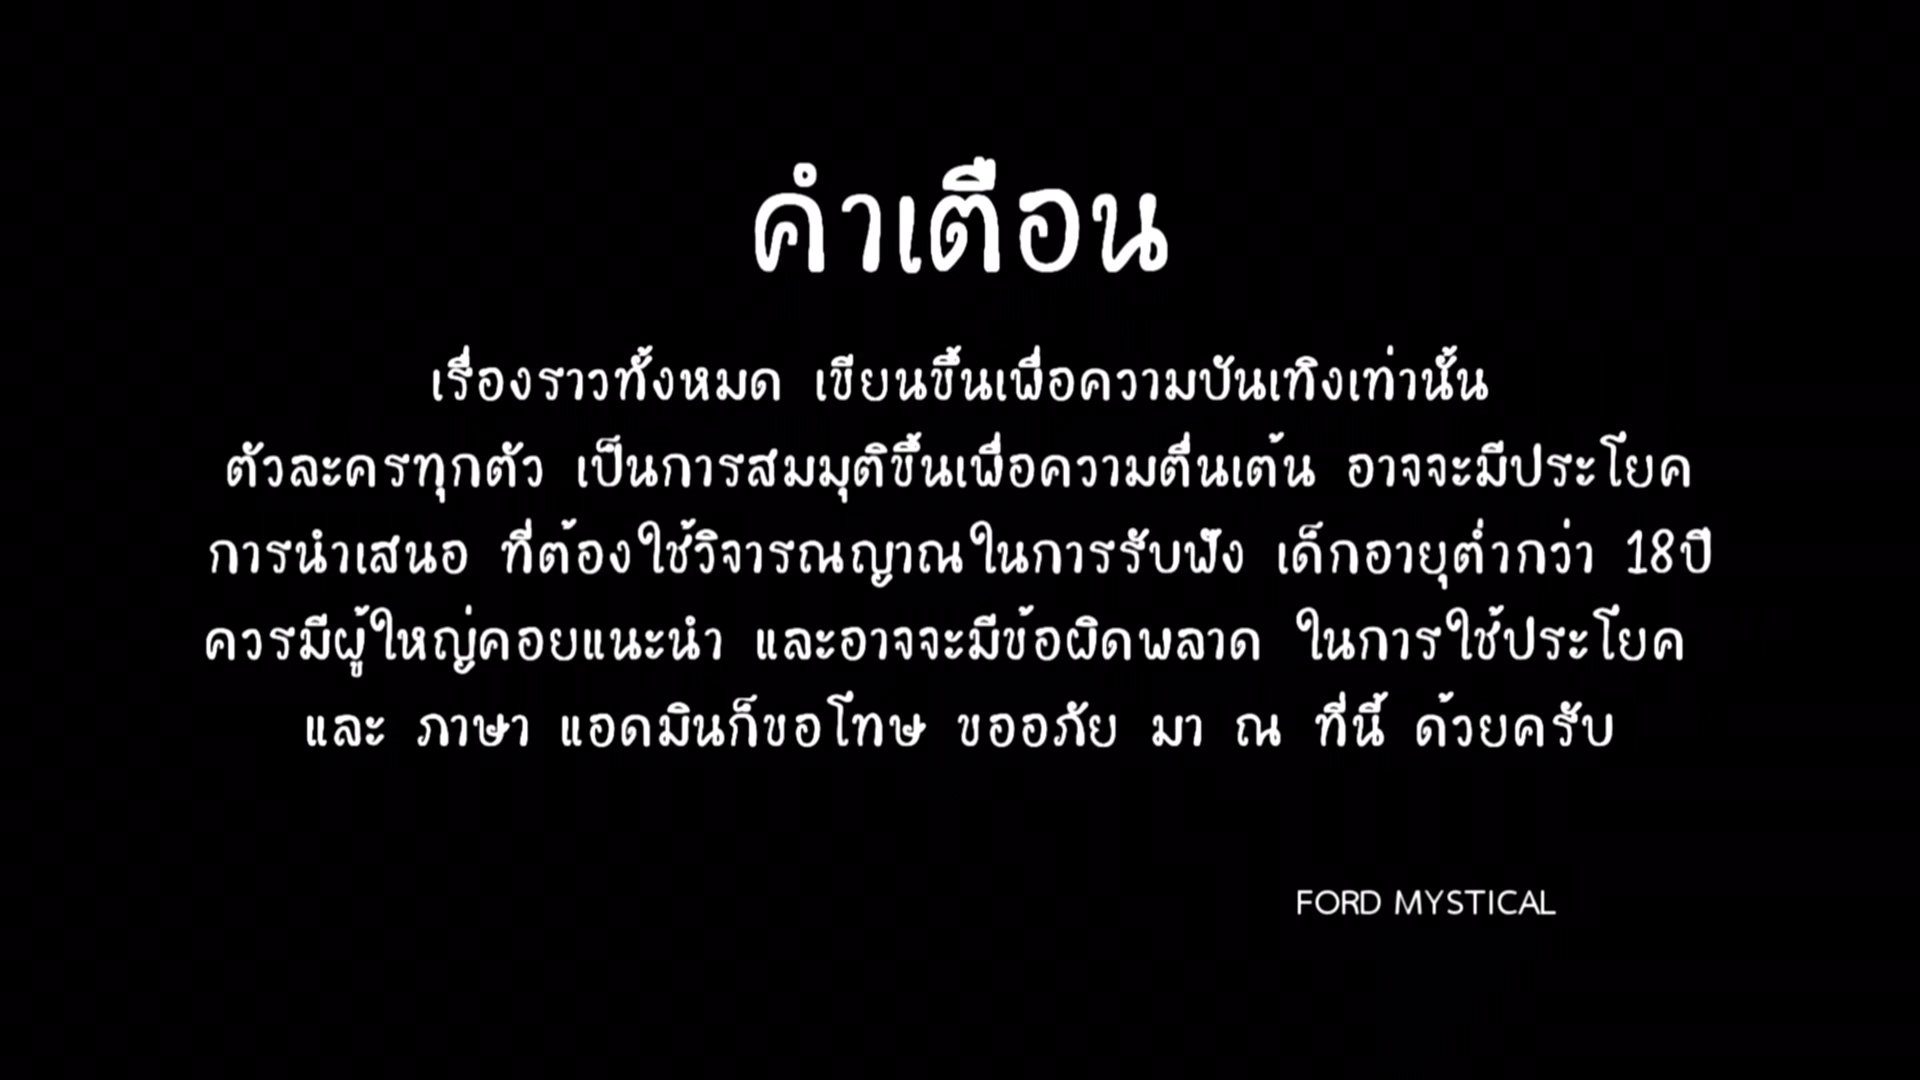 คำเตือน
เรื่องราวทั้งหมด เขียนขึ้นเพื่อความบันเทิงเท่านั้น
ตัวละครทุกตัว เป็นการสมมุติขึ้นเพื่อความตื่นเต้น อาจจะมีประโยค
การนำเสนอ ที่ต้องใช้วิจารณญาณในการรับฟัง เด็กอายุต่ำกว่า 18ปี
ควรมีผู้ใหญ่คอยแนะนำ และอาจจะมีข้อผิดพลาด ในการใช้ประโยค
และ ภาษา แอดมินก็ขอโทษ ขออภัย มา ณ ที่นี้ ด้วยครับ
FORD MYSTICAL